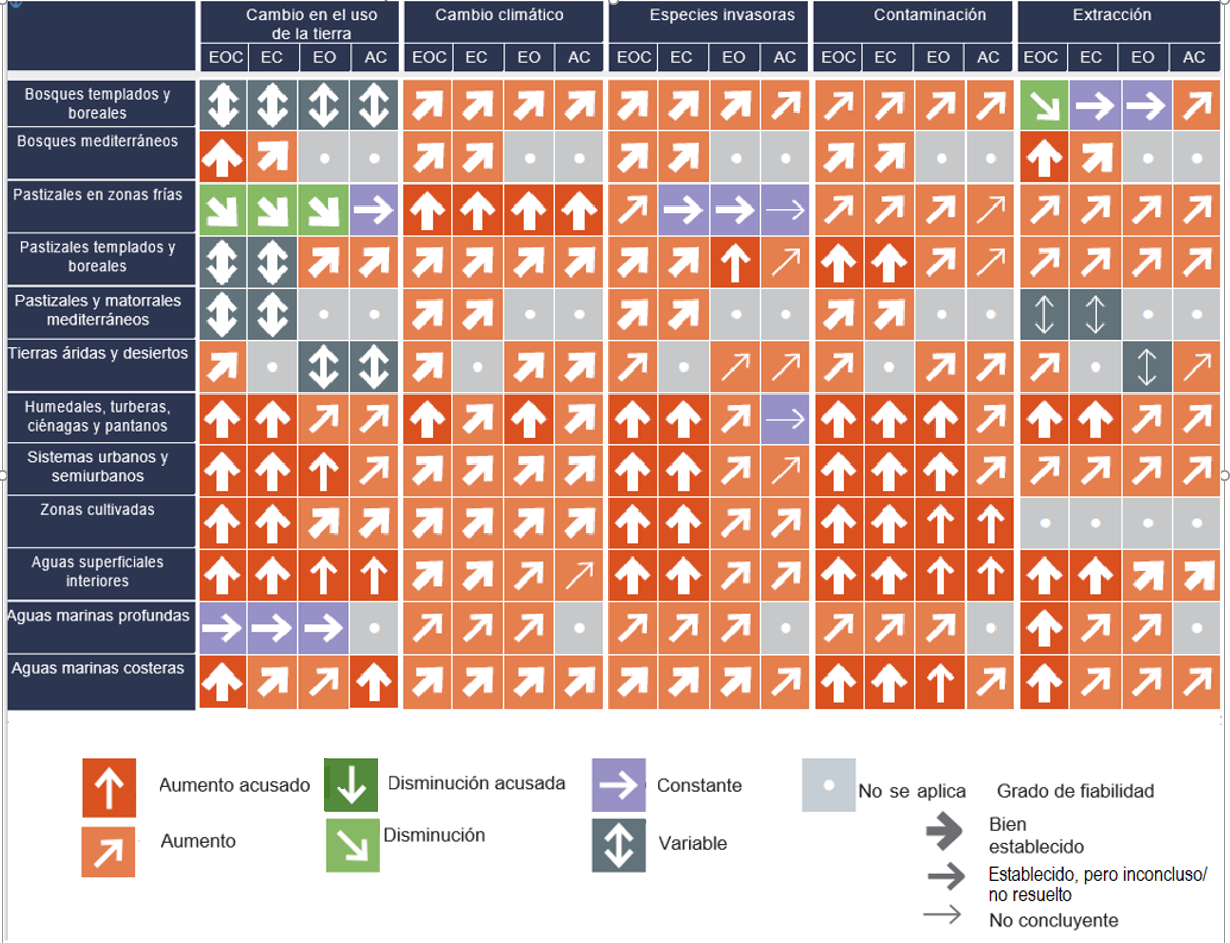 Cambio en el uso
de la tierra
Cambio climático
Especies invasoras
Contaminación
Extracción
EOC EC EO AC EOC EC EO AC EOC EC EO AC EOC EC EO AC EOC EC EO AC
Bosques templados y
boreales
Bosques mediterráneos
Pastizales en zonas frías
Pastizales templados y
boreales
Pastizales y matorrales
mediterráneos
Tierras áridas y desiertos
Humedales, turberas,
ciénagas y pantanos
Sistemas urbanos y
semiurbanos
Zonas cultivadas
Aguas superficiales
interiores
Aguas marinas profundas
Aguas marinas costeras
Aumento acusado
Disminución acusada
Constante
No se aplica
Grado de fiabilidad
Aumento
Disminución
Variable
Bien
establecido
Establecido, pero inconcluso/
no resuelto
No concluyente